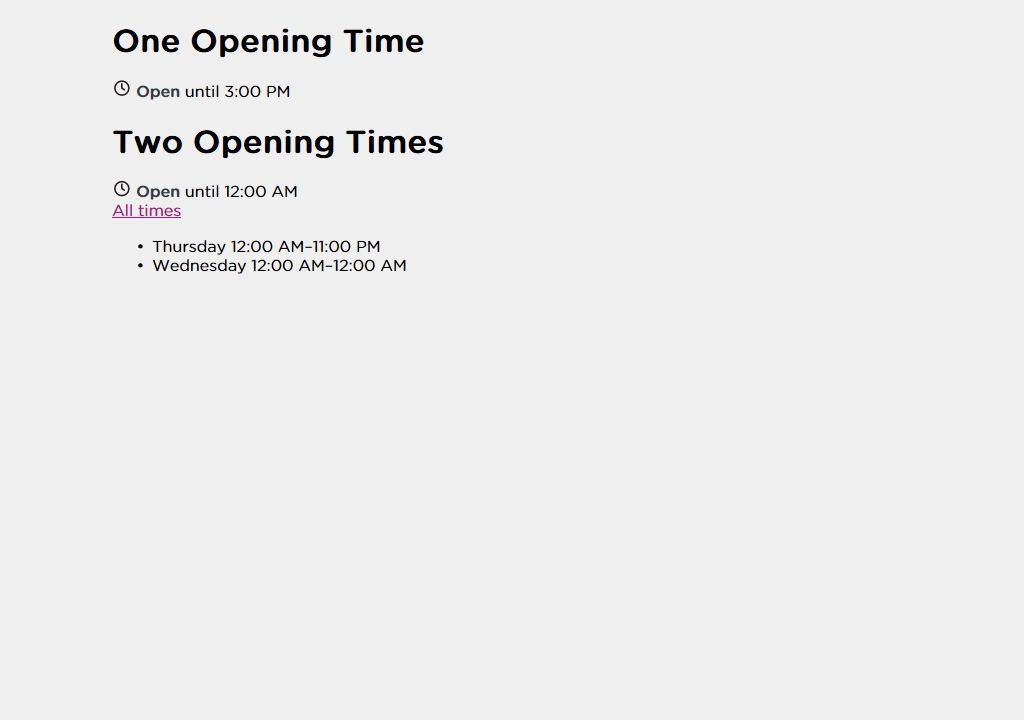 One Opening Time
Open until 3:00 PM
Two Opening Times
Open until 12:00 AM
All times
• Thursday 12:00 AM–11:00 PM
• Wednesday 12:00 AM–12:00 AM